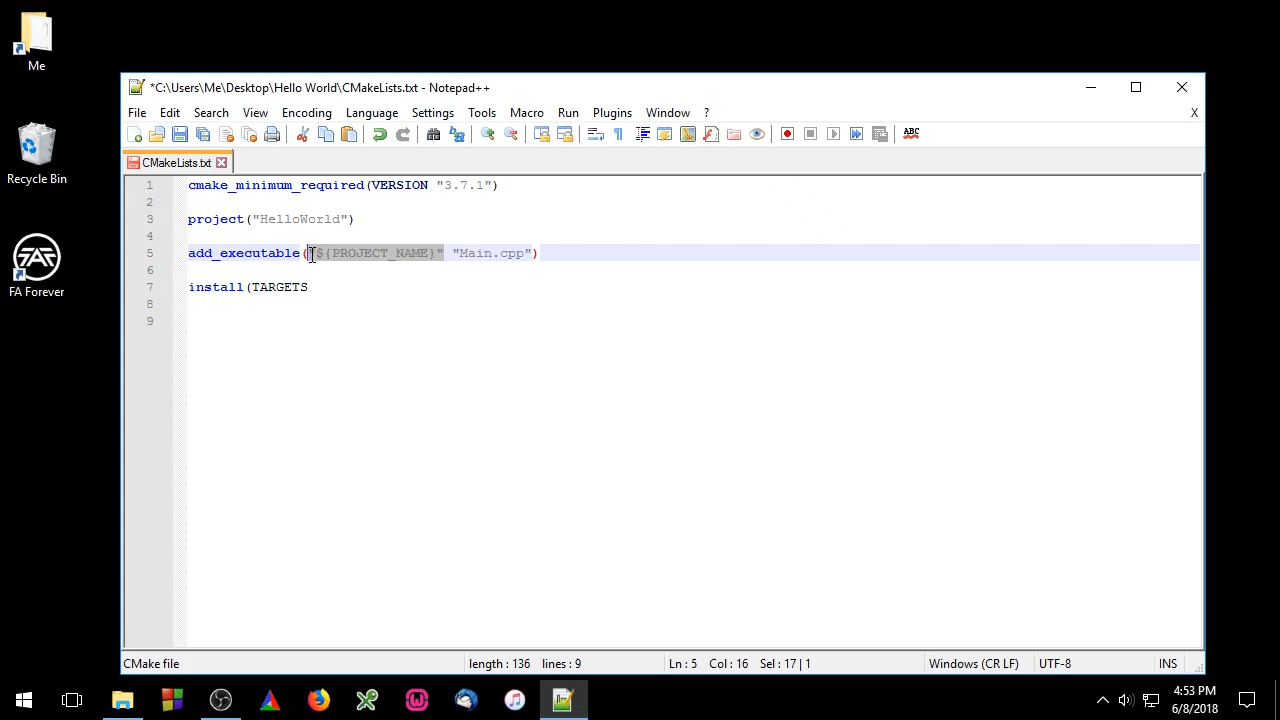 Me
Recycle Bin
FA Forever
*C:\Users\Me\Desktop\Hello World\CMakeLists.txt - Notepad++
File Edit Search View Encoding Language Settings Tools Macro Run Plugins Window ? X
ABC
CMakeLists.txt
1 cmake_minimum_required(VERSION "3.7.1")
2
3 project("HelloWorld")
4
5 add_executable("${PROJECT_NAME}" "Main.cpp")
6
7 install(TARGETS
8
9
CMake file length : 136 lines : 9 Ln : 5 Col : 16 Sel : 17 | 1 Windows (CR LF) UTF-8 INS
4:53 PM
6/8/2018